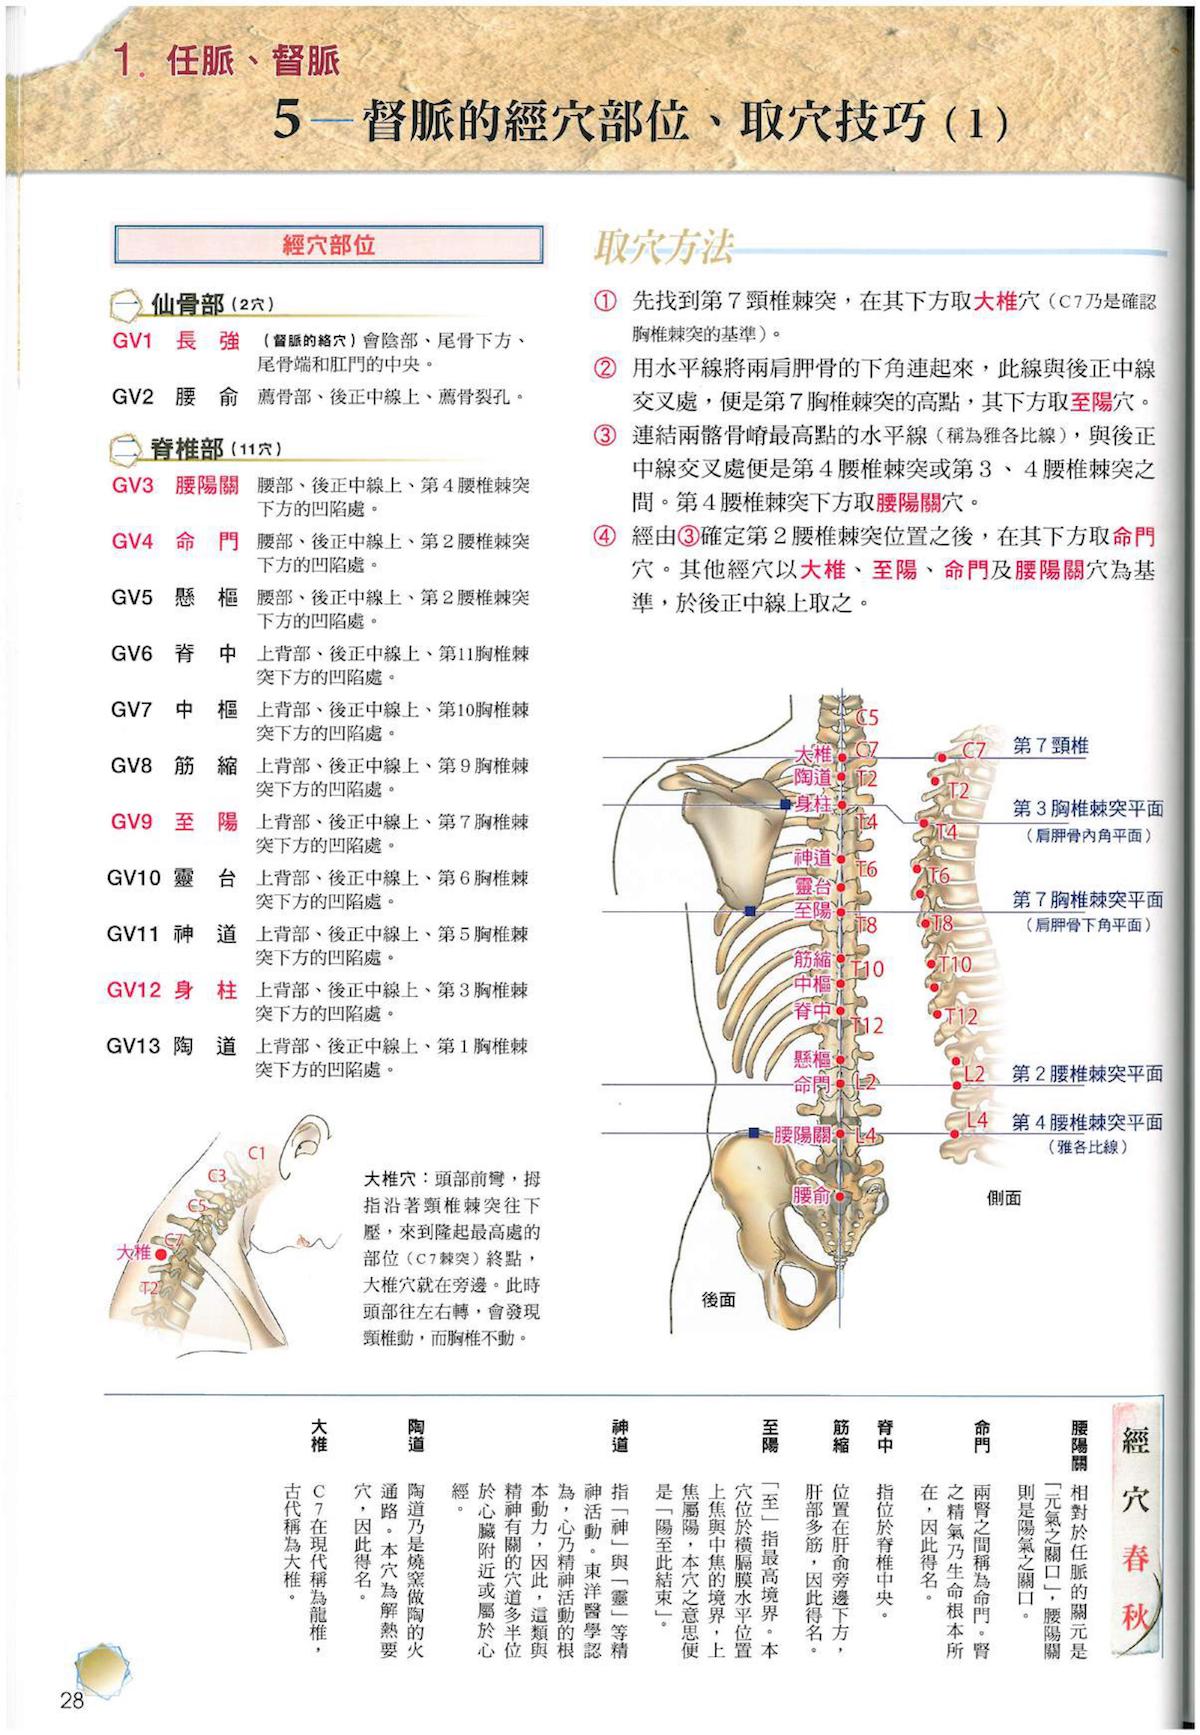 1. 任脈、督脈
5—督脈的經穴部位、取穴技巧(1)
經穴部位
一 仙骨部(2穴)
GV1 長強 (督脈的絡穴)會陰部、尾骨下方、
尾骨端和肛門的中央。
GV2 腰俞 薦骨部、後正中線上、薦骨裂孔。
二 脊椎部(11穴)
GV3 腰陽關 腰部、後正中線上、第4腰椎棘突
下方的凹陷處。
GV4 命門 腰部、後正中線上、第2腰椎棘突
下方的凹陷處。
GV5 懸樞 腰部、後正中線上、第2腰椎棘突
下方的凹陷處。
GV6 脊中 上背部、後正中線上、第11胸椎棘
突下方的凹陷處。
GV7 中樞 上背部、後正中線上、第10胸椎棘
突下方的凹陷處。
GV8 筋縮 上背部、後正中線上、第9胸椎棘
突下方的凹陷處。
GV9 至陽 上背部、後正中線上、第7胸椎棘
突下方的凹陷處。
GV10 靈台 上背部、後正中線上、第6胸椎棘
突下方的凹陷處。
GV11 神道 上背部、後正中線上、第5胸椎棘
突下方的凹陷處。
GV12 身柱 上背部、後正中線上、第3胸椎棘
突下方的凹陷處。
GV13 陶道 上背部、後正中線上、第1胸椎棘
突下方的凹陷處。
取穴方法
① 先找到第7頸椎棘突，在其下方取大椎穴(C7乃是確認
胸椎棘突的基準)。
② 用水平線將兩肩胛骨的下角連起來，此線與後正中線
交叉處，便是第7胸椎棘突的高點，其下方取至陽穴。
③ 連結兩髂骨嵴最高點的水平線(稱為雅各比線)，與後正
中線交叉處便是第4腰椎棘突或第3、4腰椎棘突之
間。第4腰椎棘突下方取腰陽關穴。
④ 經由③確定第2腰椎棘突位置之後，在其下方取命門
穴。其他經穴以大椎、至陽、命門及腰陽關穴為基
準，於後正中線上取之。
C1
C3
C5
C7
大椎
T2
大椎穴：頭部前彎，拇
指沿著頸椎棘突往下
壓，來到隆起最高處的
部位(C7棘突)終點，
大椎穴就在旁邊。此時
頭部往左右轉，會發現
頸椎動，而胸椎不動。
C5
大椎 C7
陶道 T2
身柱
T4
神道 T6
靈台
至陽
T8
筋縮 T10
中樞
脊中
T12
懸樞
命門 L2
腰陽關 L4
腰俞
後面
C7
T2
T4
T6
T8
T10
T12
L2
L4
側面
第7頸椎
第3胸椎棘突平面
(肩胛骨內角平面)
第7胸椎棘突平面
(肩胛骨下角平面)
第2腰椎棘突平面
第4腰椎棘突平面
(雅各比線)
經穴春秋
腰陽關 相對於任脈的關元是
「元氣之關口」，腰陽關
則是陽氣之關口。
命門 兩腎之間稱為命門。腎
之精氣乃生命根本所
在，因此得名。
脊中 指位於脊椎中央。
筋縮 位置在肝俞旁邊下方，
肝部多筋，因此得名。
至陽 「至」指最高境界。本
穴位於橫膈膜水平位置
上焦與中焦的境界，上
焦屬陽，本穴之意思便
是「陽至此結束」。
神道 指「神」與「靈」等精
神活動。東洋醫學認
為，心乃精神活動的根
本動力，因此，這類與
精神有關的穴道多半位
於心臟附近或屬於心
經。
陶道 陶道乃是燒窯做陶的火
通路。本穴為解熱要
穴，因此得名。
大椎 C7在現代稱為龍椎，
古代稱為大椎。
28